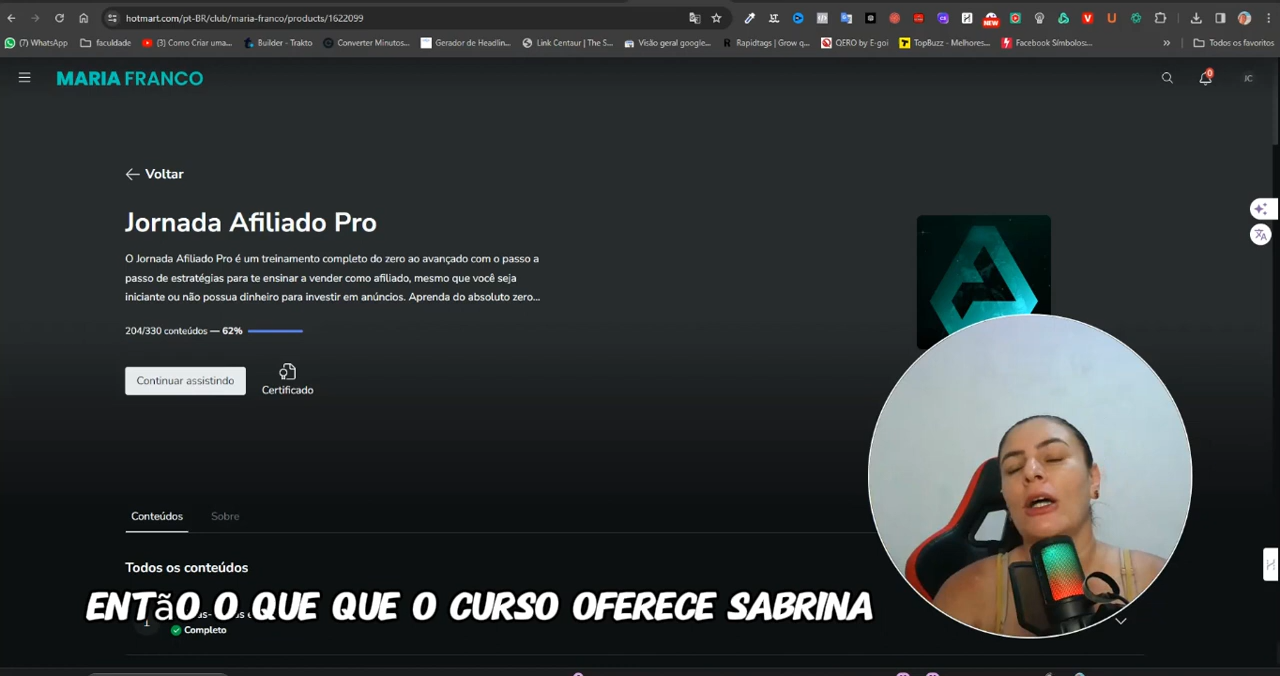 hotmart.com/pt-BR/club/maria-franco/products/1622099
(7) WhatsApp
faculdade
(3) Como Criar uma...
Builder - Trakto
Converter Minutos...
Gerador de Headlin...
Link Centaur | The S...
Visão geral google...
Rapidtags | Grow q...
QERO by E-goi
TopBuzz - Melhores...
Facebook Símbolos:...
»
Todos os favoritos
NEW
MARIA FRANCO
0
JC
Voltar
Jornada Afiliado Pro
O Jornada Afiliado Pro é um treinamento completo do zero ao avançado com o passo a
passo de estratégias para te ensinar a vender como afiliado, mesmo que você seja
iniciante ou não possua dinheiro para investir em anúncios. Aprenda do absoluto zero...
204/330 conteúdos — 62%
Continuar assistindo
Certificado
Conteúdos
Sobre
Todos os conteúdos
ENTãO O QUE QUE O CURSO OFERECE SABRINA
1
Completo